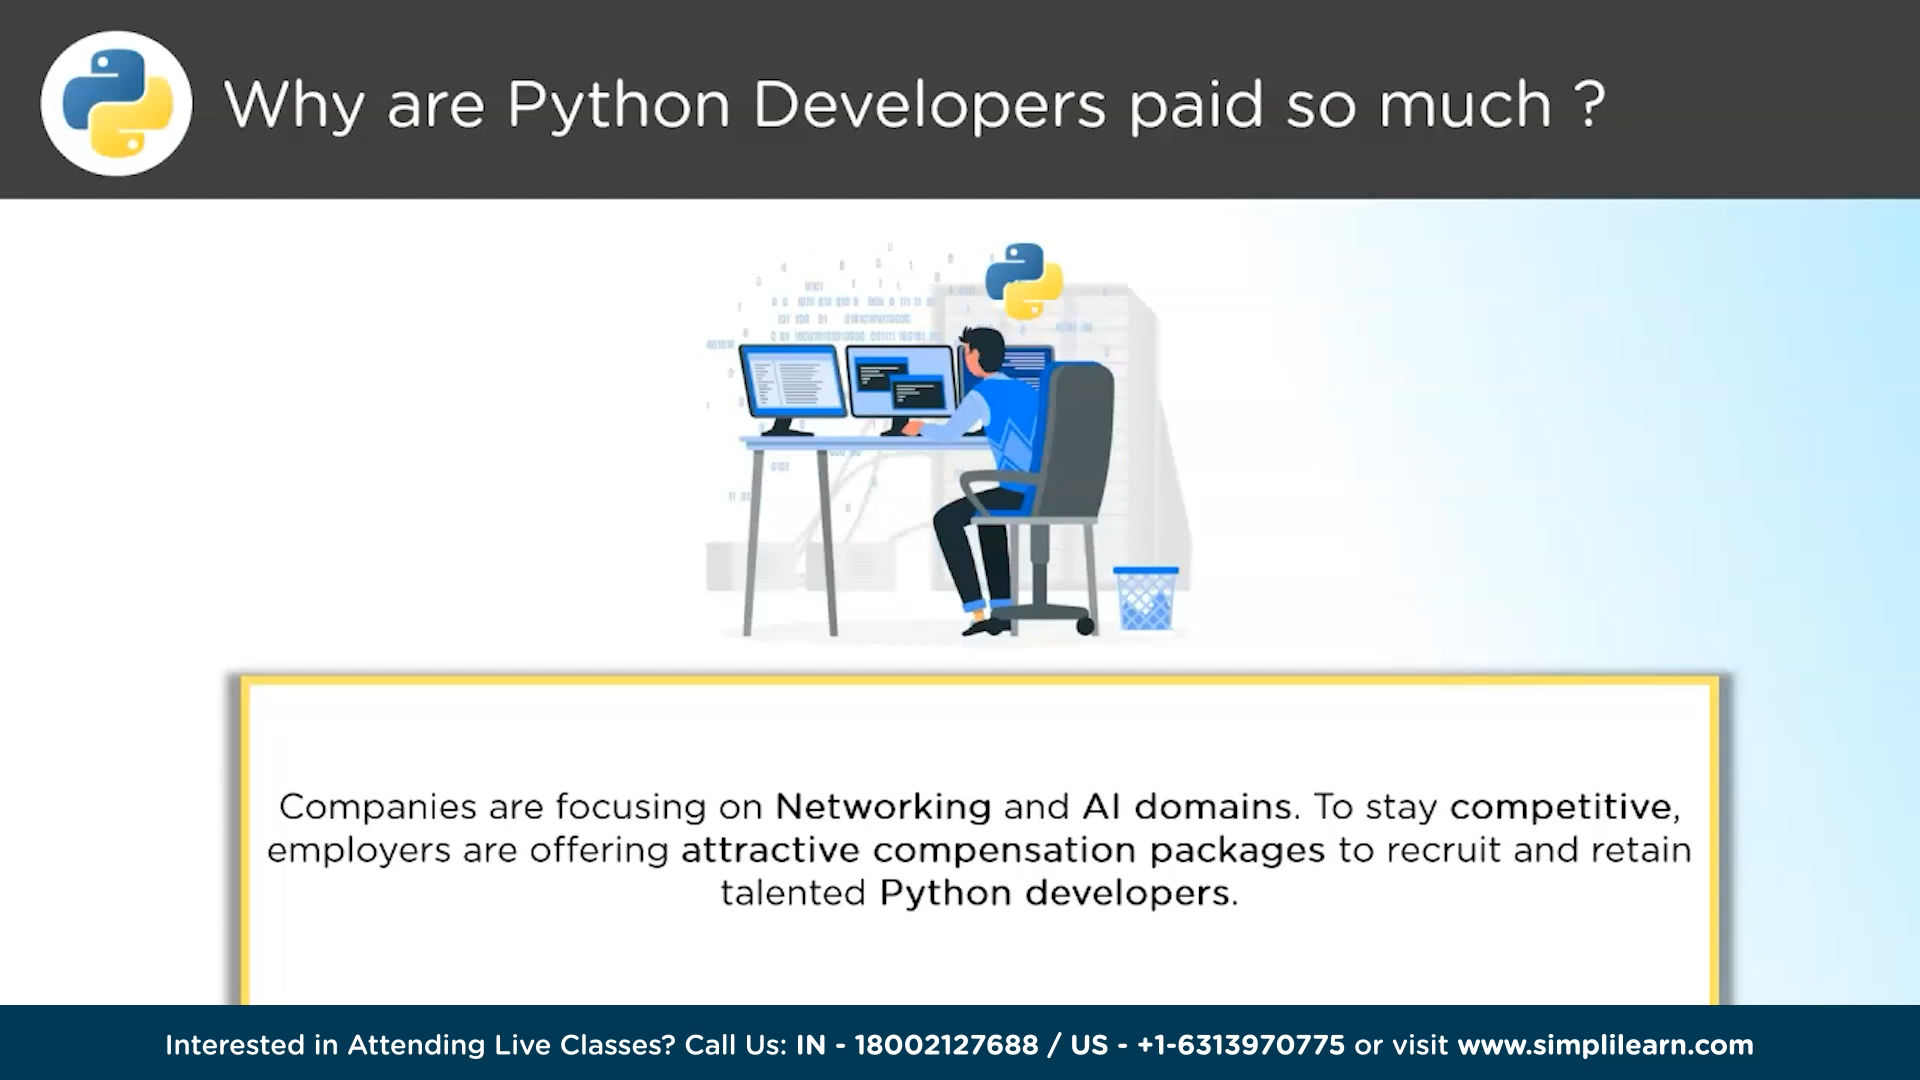 Why are Python Developers paid so much ?
Companies are focusing on Networking and AI domains. To stay competitive,
employers are offering attractive compensation packages to recruit and retain
talented Python developers.
Interested in Attending Live Classes? Call Us: IN - 18002127688 / US - +1-6313970775 or visit www.simplilearn.com